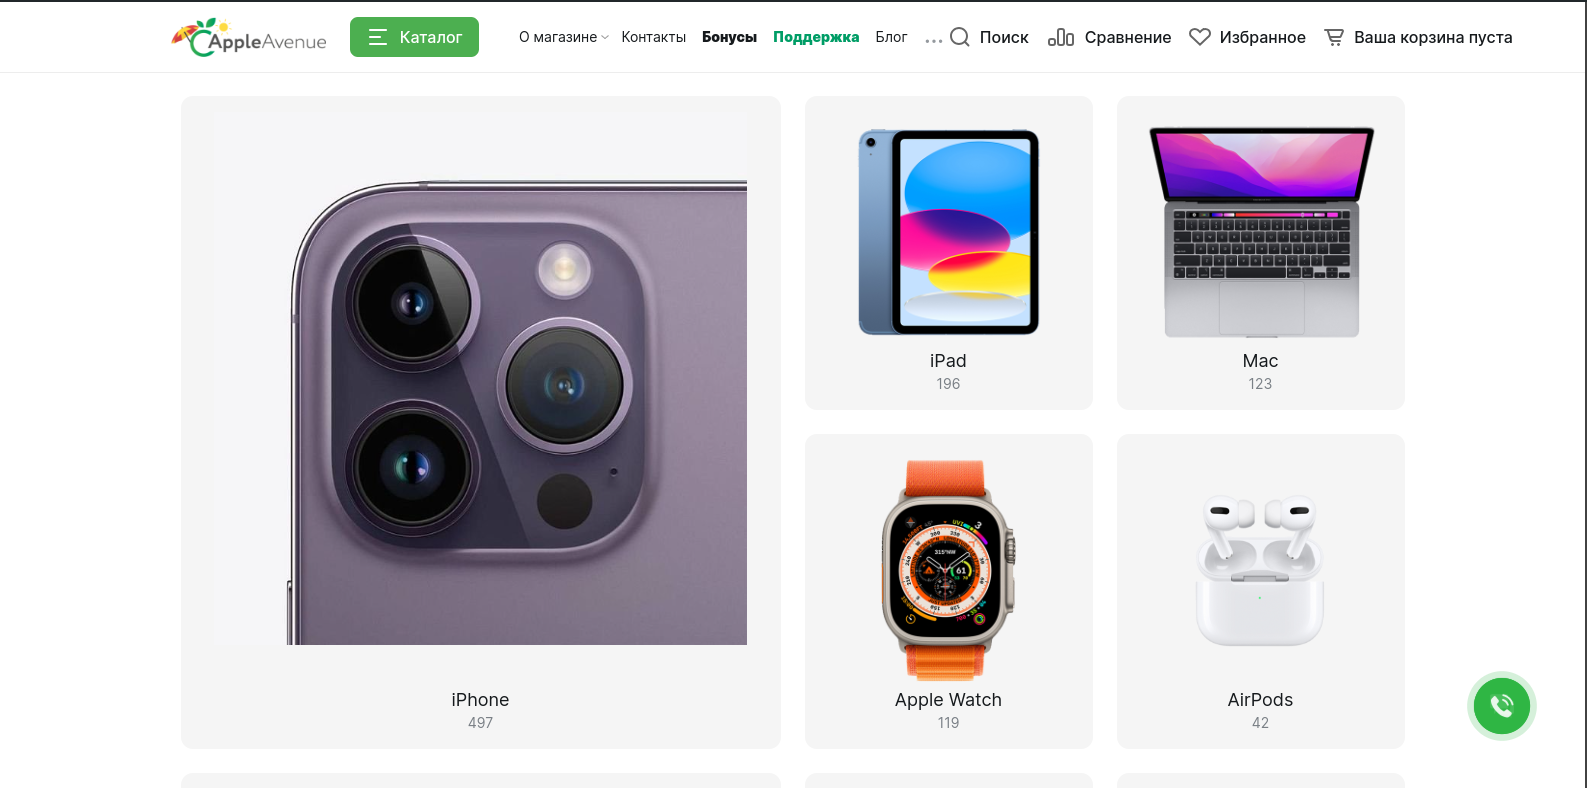 AppleAvenue
Каталог
О магазине
Контакты
Бонусы
Поддержка
Блог
...
Поиск
Сравнение
Избранное
Ваша корзина пуста
iPad
196
Mac
123
iPhone
497
Apple Watch
119
AirPods
42